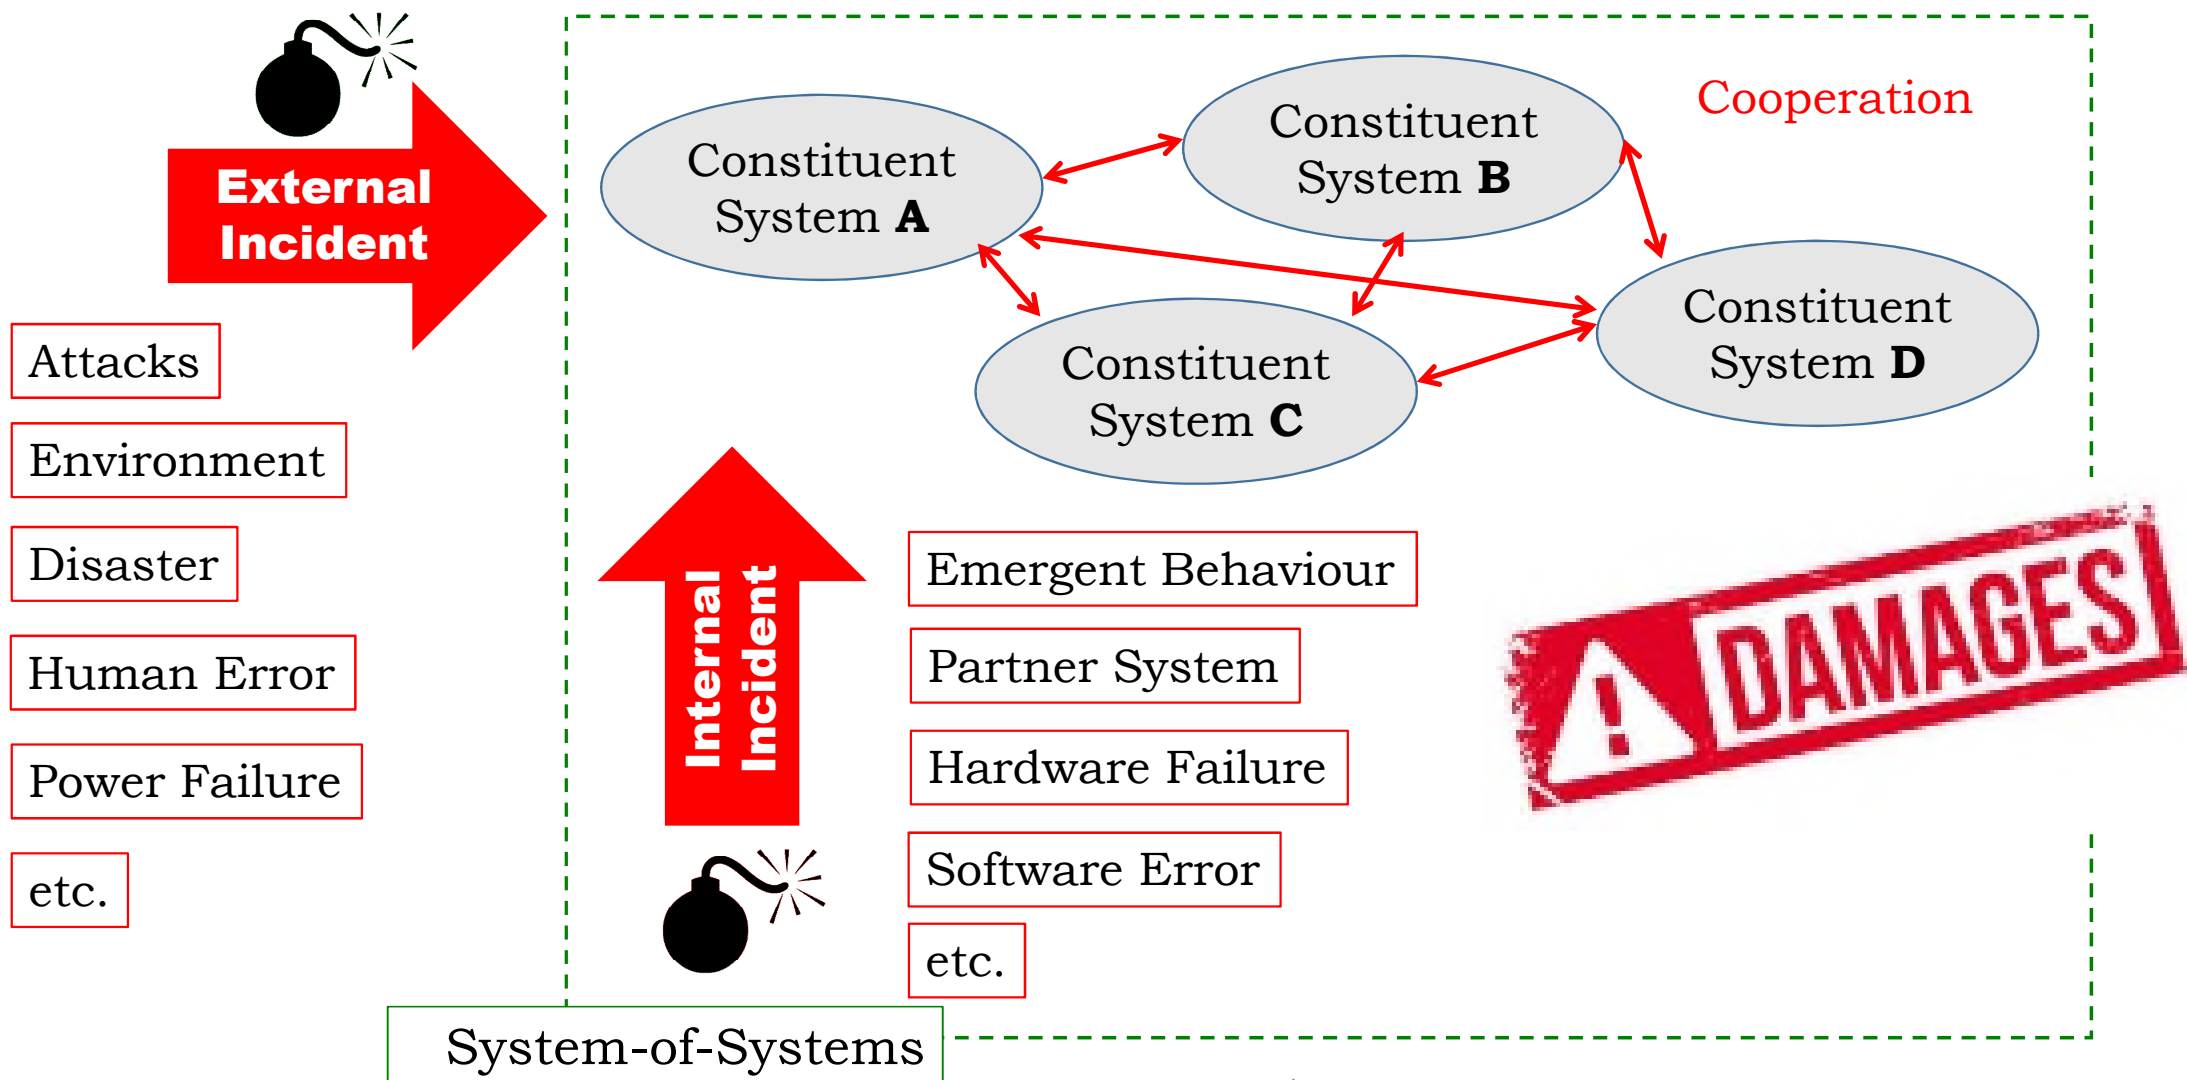 External
Incident
Attacks
Environment
Disaster
Human Error
Power Failure
etc.
Constituent
System A
Constituent
System B
Cooperation
Constituent
System C
Constituent
System D
Internal
Incident
Emergent Behaviour
Partner System
Hardware Failure
Software Error
etc.
! DAMAGES
System-of-Systems